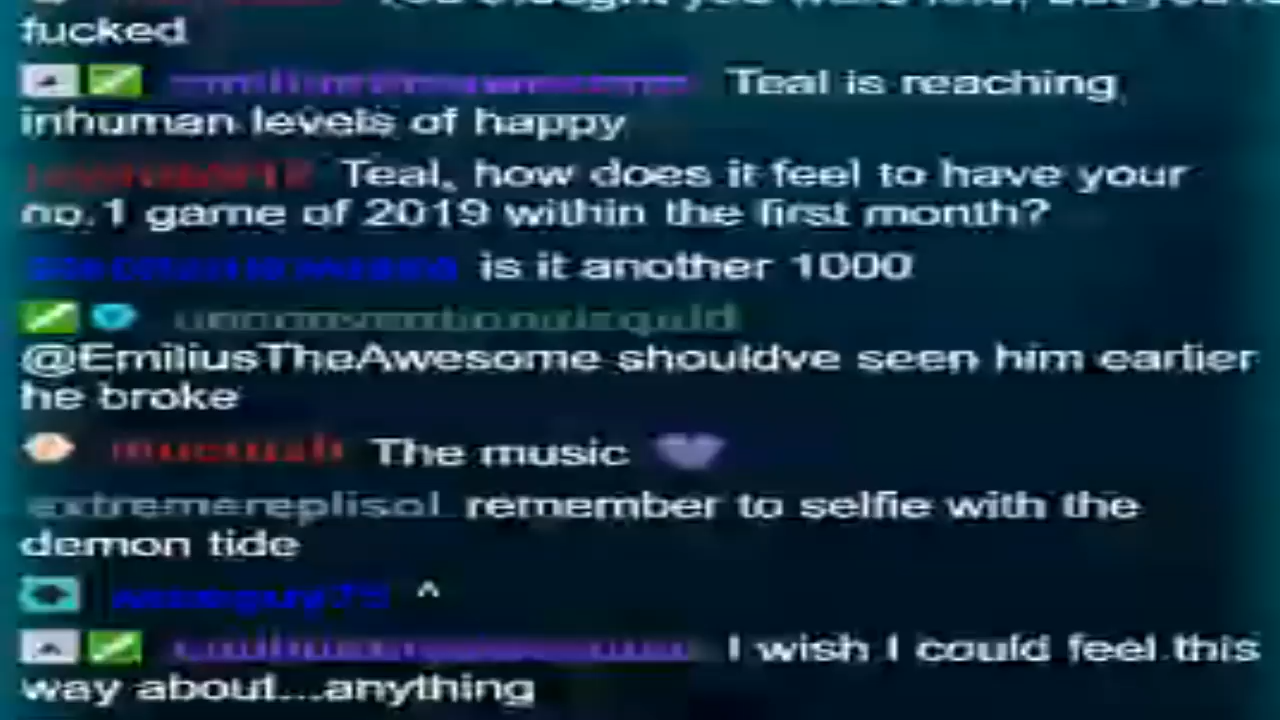 fucked
Teal is reaching
inhuman levels of happy
Teal, how does it feel to have your
no.1 game of 2019 within the first month?
is it another 1000
unconventionalsquid
@EmiliusTheAwesome shouldve seen him earlier
he broke
The music
extremereplisol remember to selfie with the
demon tide
^
I wish I could feel this
way about...anything